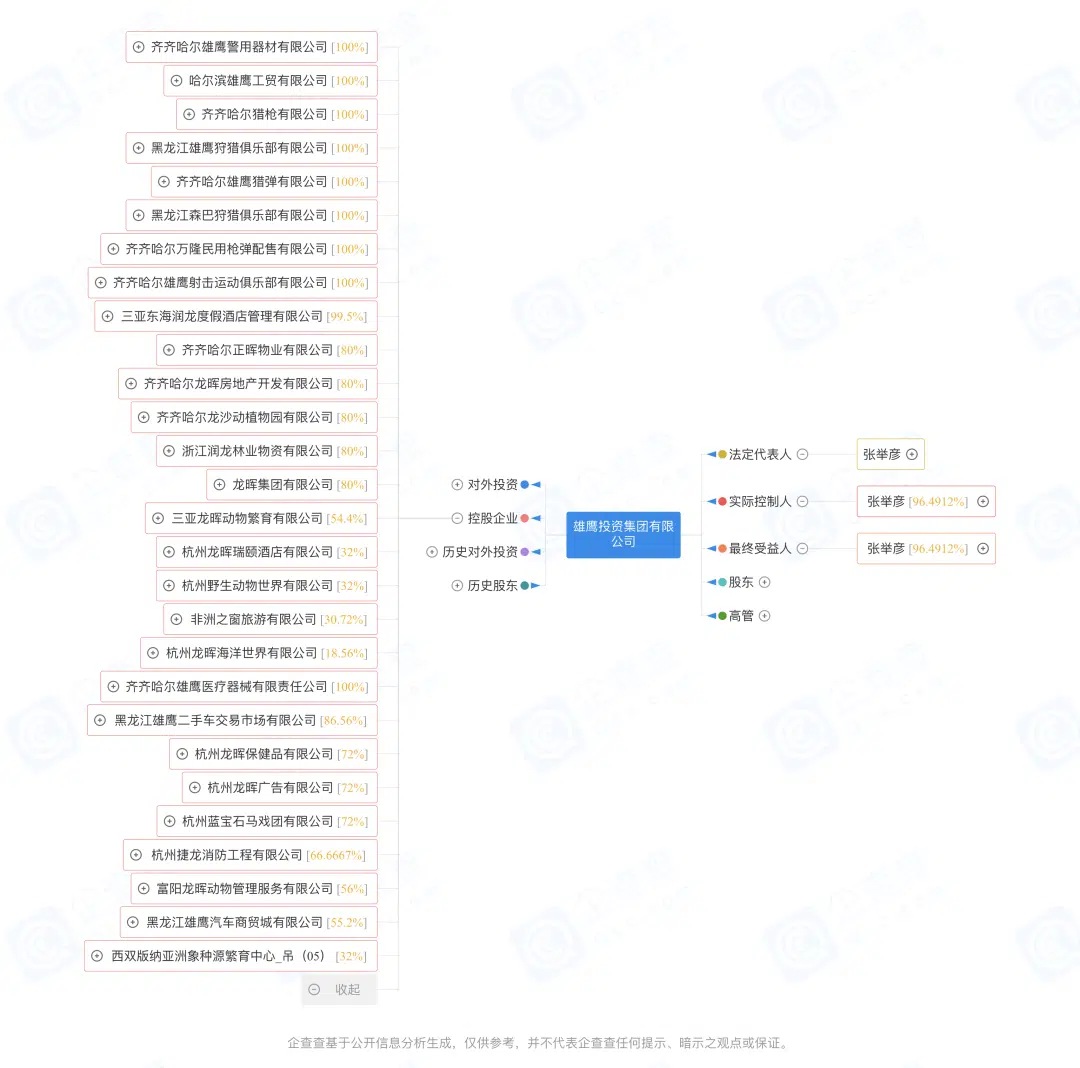 齐齐哈尔雄鹰警用器材有限公司 [100%]
哈尔滨雄鹰工贸有限公司 [100%]
齐齐哈尔猎枪有限公司 [100%]
黑龙江雄鹰狩猎俱乐部有限公司 [100%]
齐齐哈尔雄鹰猎弹有限公司 [100%]
黑龙江森巴狩猎俱乐部有限公司 [100%]
齐齐哈尔万隆民用枪弹配售有限公司 [100%]
齐齐哈尔雄鹰射击运动俱乐部有限公司 [100%]
三亚东海润龙度假酒店管理有限公司 [99.5%]
齐齐哈尔正晖物业有限公司 [80%]
齐齐哈尔龙晖房地产开发有限公司 [80%]
齐齐哈尔龙沙动植物园有限公司 [80%]
浙江润龙林业物资有限公司 [80%]
龙晖集团有限公司 [80%]
三亚龙晖动物繁育有限公司 [54.4%]
杭州龙晖瑞颐酒店有限公司 [32%]
杭州野生动物世界有限公司 [32%]
非洲之窗旅游有限公司 [30.72%]
杭州龙晖海洋世界有限公司 [18.56%]
齐齐哈尔雄鹰医疗器械有限责任公司 [100%]
黑龙江雄鹰二手车交易市场有限公司 [86.56%]
杭州龙晖保健品有限公司 [72%]
杭州龙晖广告有限公司 [72%]
杭州蓝宝石马戏团有限公司 [72%]
杭州捷龙消防工程有限公司 [66.6667%]
富阳龙晖动物管理服务有限公司 [56%]
黑龙江雄鹰汽车商贸城有限公司 [55.2%]
西双版纳亚洲象种源繁育中心_吊（05） [32%]
收起
对外投资
控股企业
历史对外投资
历史股东
雄鹰投资集团有限
公司
法定代表人
张举彦
实际控制人
张举彦 [96.4912%]
最终受益人
张举彦 [96.4912%]
股东
高管
企查查基于公开信息分析生成，仅供参考，并不代表企查查任何提示、暗示之观点或保证。